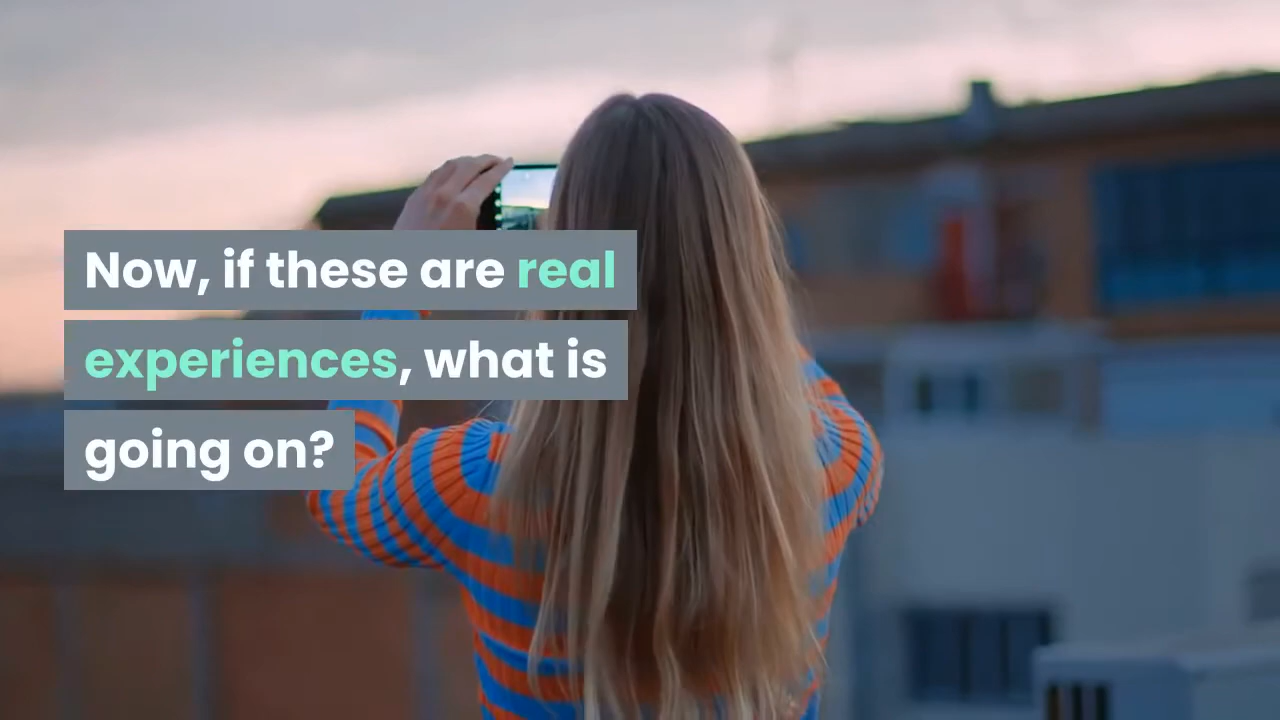 Now, if these are real
experiences, what is
going on?